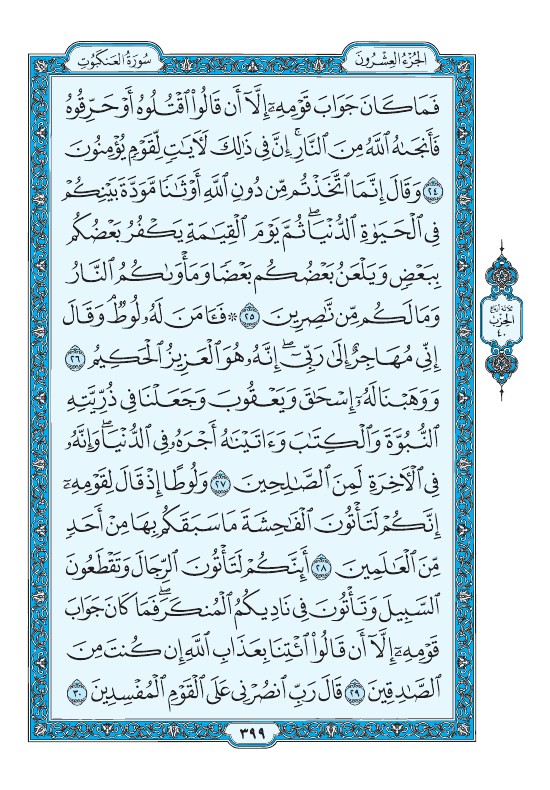 الجُزْءُ العِشْرُونَ
سُورَةُ العَنكَبُوتِ
فَمَا كَانَ جَوَابَ قَوْمِهِۦٓ إِلَّآ أَن قَالُوا۟ ٱقْتُلُوهُ أَوْ حَرِّقُوهُ
فَأَنجَىٰهُ ٱللَّهُ مِنَ ٱلنَّارِ ۚ إِنَّ فِى ذَٰلِكَ لَـَٔايَـٰتٍ لِّقَوْمٍ يُؤْمِنُونَ
٢٤ وَقَالَ إِنَّمَا ٱتَّخَذْتُم مِّن دُونِ ٱللَّهِ أَوْثَـٰنًا مَّوَدَّةَ بَيْنِكُمْ
فِى ٱلْحَيَوٰةِ ٱلدُّنْيَا ۖ ثُمَّ يَوْمَ ٱلْقِيَـٰمَةِ يَكْفُرُ بَعْضُكُم
بِبَعْضٍ وَيَلْعَنُ بَعْضُكُم بَعْضًا وَمَأْوَىٰكُمُ ٱلنَّارُ
وَمَا لَكُم مِّن نَّـٰصِرِينَ ٢٥ ۞ فَـَٔامَنَ لَهُۥ لُوطٌ ۘ وَقَالَ
إِنِّى مُهَاجِرٌ إِلَىٰ رَبِّىٓ ۖ إِنَّهُۥ هُوَ ٱلْعَزِيزُ ٱلْحَكِيمُ ٢٦
وَوَهَبْنَا لَهُۥٓ إِسْحَـٰقَ وَيَعْقُوبَ وَجَعَلْنَا فِى ذُرِّيَّتِهِ
ٱلنُّبُوَّةَ وَٱلْكِتَـٰبَ وَءَاتَيْنَـٰهُ أَجْرَهُۥ فِى ٱلدُّنْيَا ۖ وَإِنَّهُۥ
فِى ٱلْـَٔاخِرَةِ لَمِنَ ٱلصَّـٰلِحِينَ ٢٧ وَلُوطًا إِذْ قَالَ لِقَوْمِهِۦٓ
إِنَّكُمْ لَتَأْتُونَ ٱلْفَـٰحِشَةَ مَا سَبَقَكُم بِهَا مِنْ أَحَدٍ
مِّنَ ٱلْعَـٰلَمِينَ ٢٨ أَئِنَّكُمْ لَتَأْتُونَ ٱلرِّجَالَ وَتَقْطَعُونَ
ٱلسَّبِيلَ وَتَأْتُونَ فِى نَادِيكُمُ ٱلْمُنكَرَ ۖ فَمَا كَانَ جَوَابَ
قَوْمِهِۦٓ إِلَّآ أَن قَالُوا۟ ٱئْتِنَا بِعَذَابِ ٱللَّهِ إِن كُنتَ مِنَ
ٱلصَّـٰدِقِينَ ٢٩ قَالَ رَبِّ ٱنصُرْنِى عَلَى ٱلْقَوْمِ ٱلْمُفْسِدِينَ ٣٠
ثلاثة أرباع
الحِزب
٤٠
٣٩٩